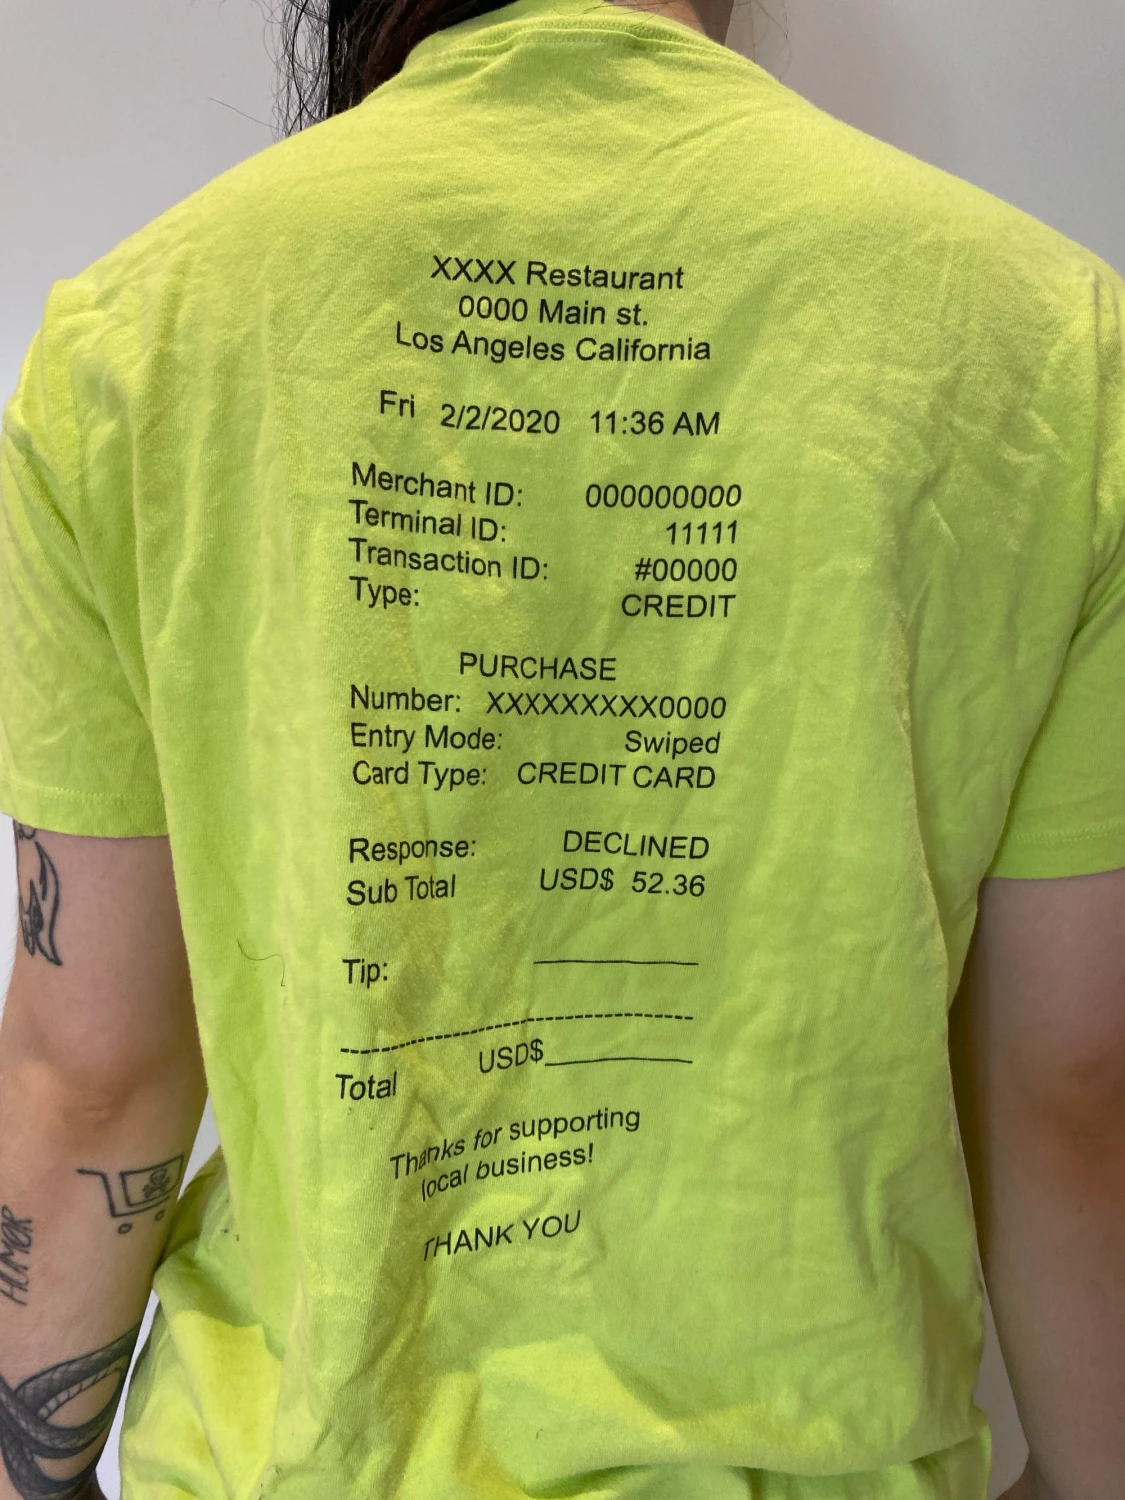 XXXX Restaurant
0000 Main st.
Los Angeles California
Fri 2/2/2020 11:36 AM
Merchant ID: 000000000
Terminal ID: 11111
Transaction ID: #00000
Type: CREDIT
PURCHASE
Number: XXXXXXXXX0000
Entry Mode: Swiped
Card Type: CREDIT CARD
Response: DECLINED
Sub Total USD$ 52.36
Tip:
Total USD$
Thanks for supporting
local business!
THANK YOU
HUMOR